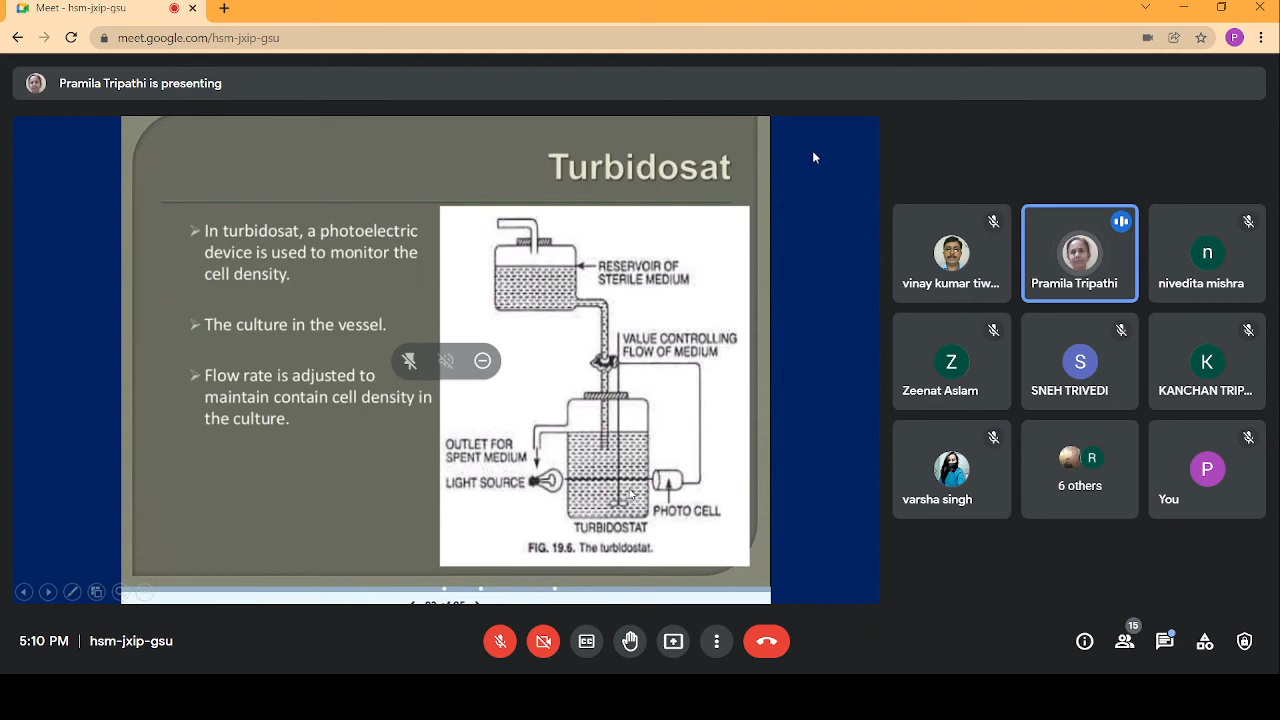 Meet - hsm-jxip-gsu
meet.google.com/hsm-jxip-gsu
P
Pramila Tripathi is presenting
Turbidosat
In turbidosat, a photoelectric
device is used to monitor the
cell density.
The culture in the vessel.
Flow rate is adjusted to
maintain contain cell density in
the culture.
RESERVOIR OF
STERILE MEDIUM
VALUE CONTROLLING
FLOW OF MEDIUM
OUTLET FOR
SPENT MEDIUM
LIGHT SOURCE
PHOTO CELL
TURBIDOSTAT
FIG. 19.6. The turbidostat.
vinay kumar tiw...
Pramila Tripathi
n
nivedita mishra
Z
Zeenat Aslam
S
SNEH TRIVEDI
K
KANCHAN TRIP...
varsha singh
R
6 others
P
You
5:10 PM | hsm-jxip-gsu
15